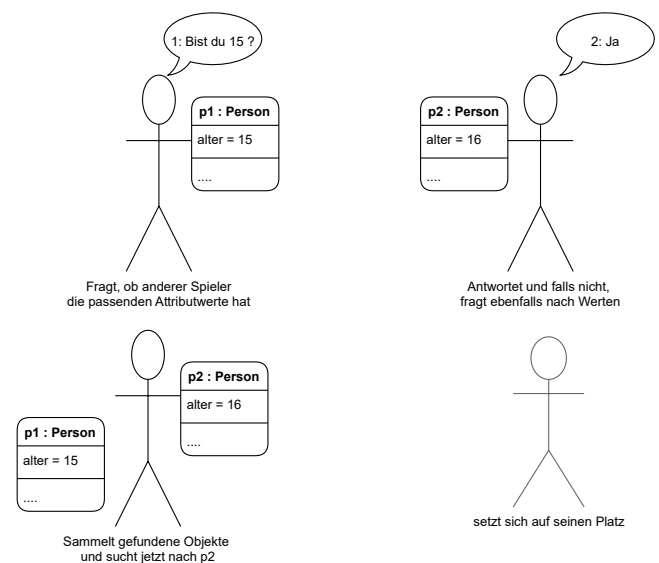 1: Bist du 15 ?
2: Ja
p1 : Person
alter = 15
....
p2 : Person
alter = 16
....
Fragt, ob anderer Spieler
die passenden Attributwerte hat
Antwortet und falls nicht,
fragt ebenfalls nach Werten
p2 : Person
alter = 16
....
p1 : Person
alter = 15
....
Sammelt gefundene Objekte
und sucht jetzt nach p2
setzt sich auf seinen Platz